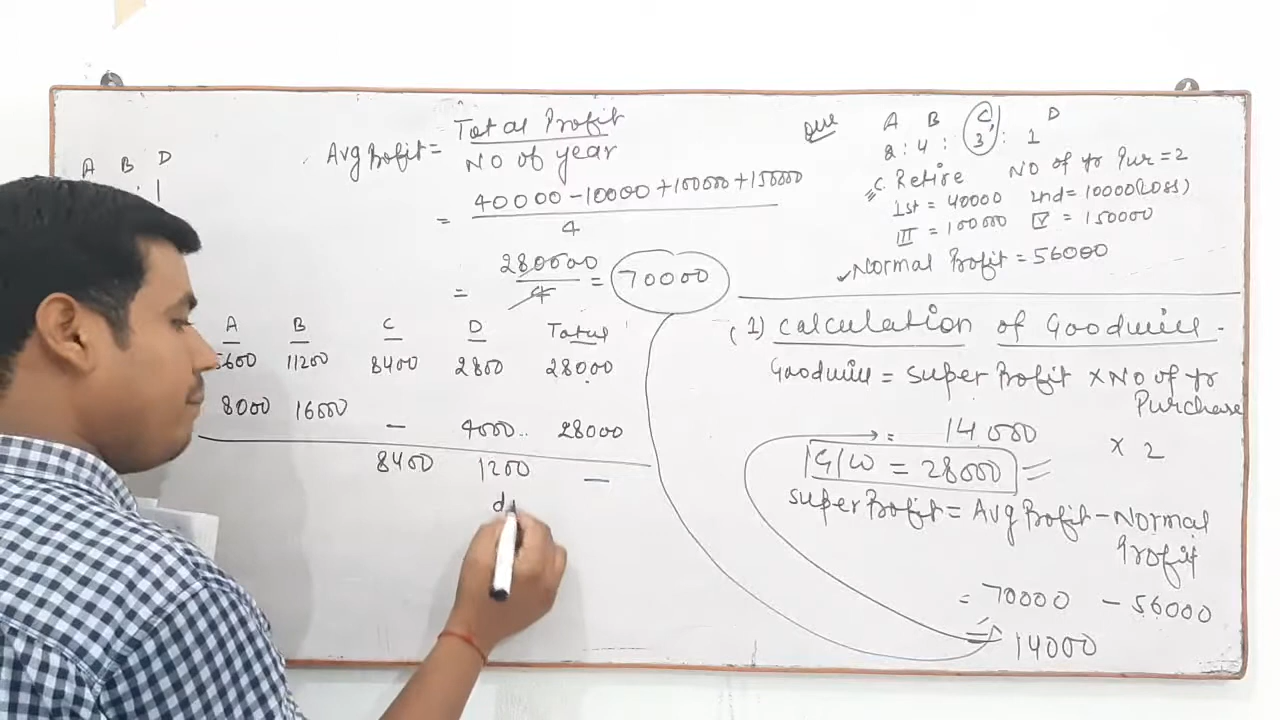 A B D
1
Avg Profit = Total Profit
No of year
= 40000 - 10000 + 100000 + 150000
4
= 280000
4
= 70000
A B C D Total
5600 11200 8400 2800 28000
8000 16000 — 4000.. 28000
8400 1200 —
d
Que A B C D
2 : 4 : 3 : 1
C. Retire No of yr Pur = 2
1st = 40000 2nd = 10000 (Loss)
III = 100000 IV = 150000
Normal Profit = 56000
(1) Calculation of Goodwill.
Goodwill = Super Profit x No of yr
Purchase
= 14000 x 2
G/W = 28000
Super Profit = Avg Profit - Normal
Profit
= 70000 - 56000
= 14000